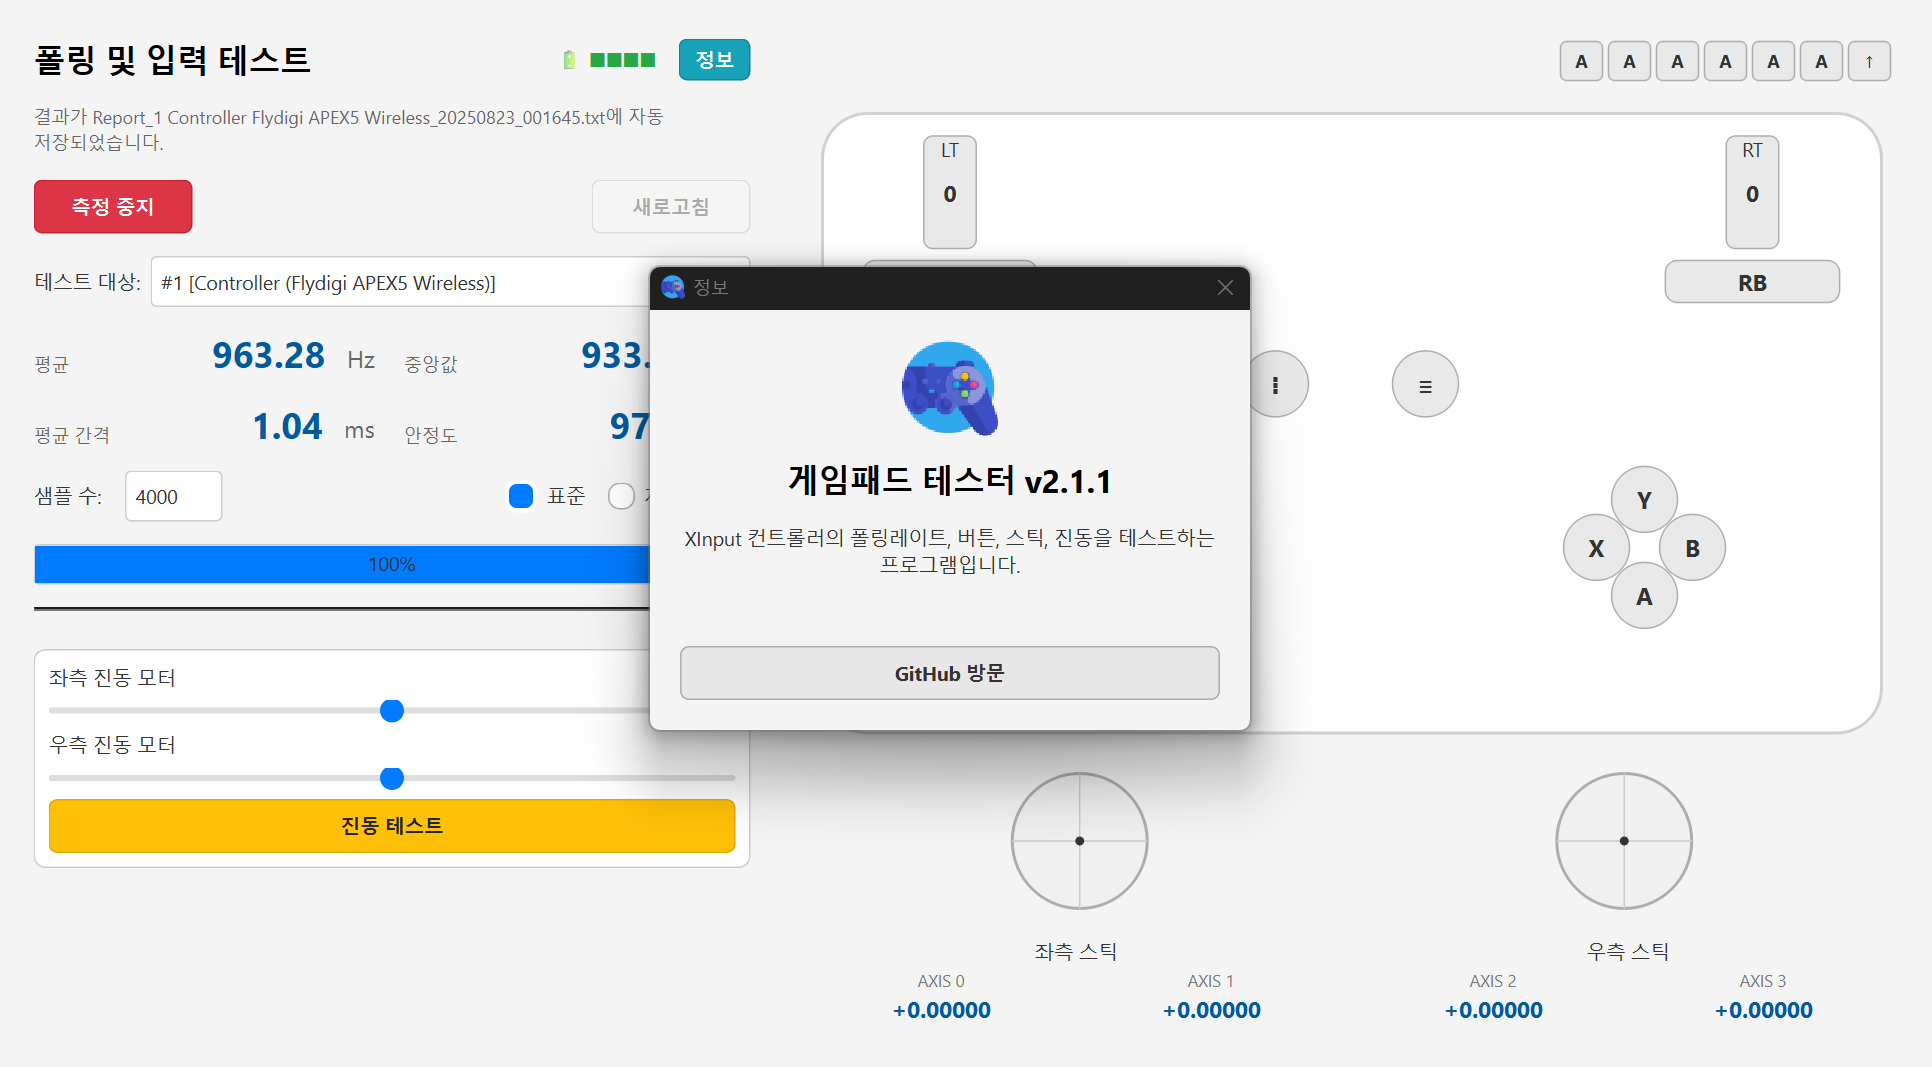 폴링 및 입력 테스트
정보
결과가 Report_1 Controller Flydigi APEX5 Wireless_20250823_001645.txt에 자동
저장되었습니다.
측정 중지
새로고침
테스트 대상: #1 [Controller (Flydigi APEX5 Wireless)]
평균 963.28 Hz 중앙값 933.
평균 간격 1.04 ms 안정도 97
샘플 수: 4000 표준
100%
좌측 진동 모터
우측 진동 모터
진동 테스트
정보
게임패드 테스터 v2.1.1
XInput 컨트롤러의 폴링레이트, 버튼, 스틱, 진동을 테스트하는
프로그램입니다.
GitHub 방문
A A A A A A ↑
LT
0
RT
0
RB
Y
X B
A
좌측 스틱
우측 스틱
AXIS 0 AXIS 1 AXIS 2 AXIS 3
+0.00000 +0.00000 +0.00000 +0.00000